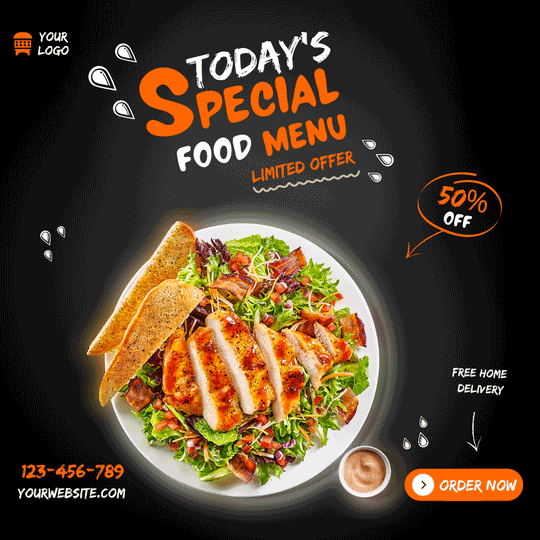 YOUR
LOGO
TODAY'S
SPECIAL
FOOD MENU
LIMITED OFFER
50%
OFF
FREE HOME
DELIVERY
123-456-789
YOURWEBSITE.COM
ORDER NOW